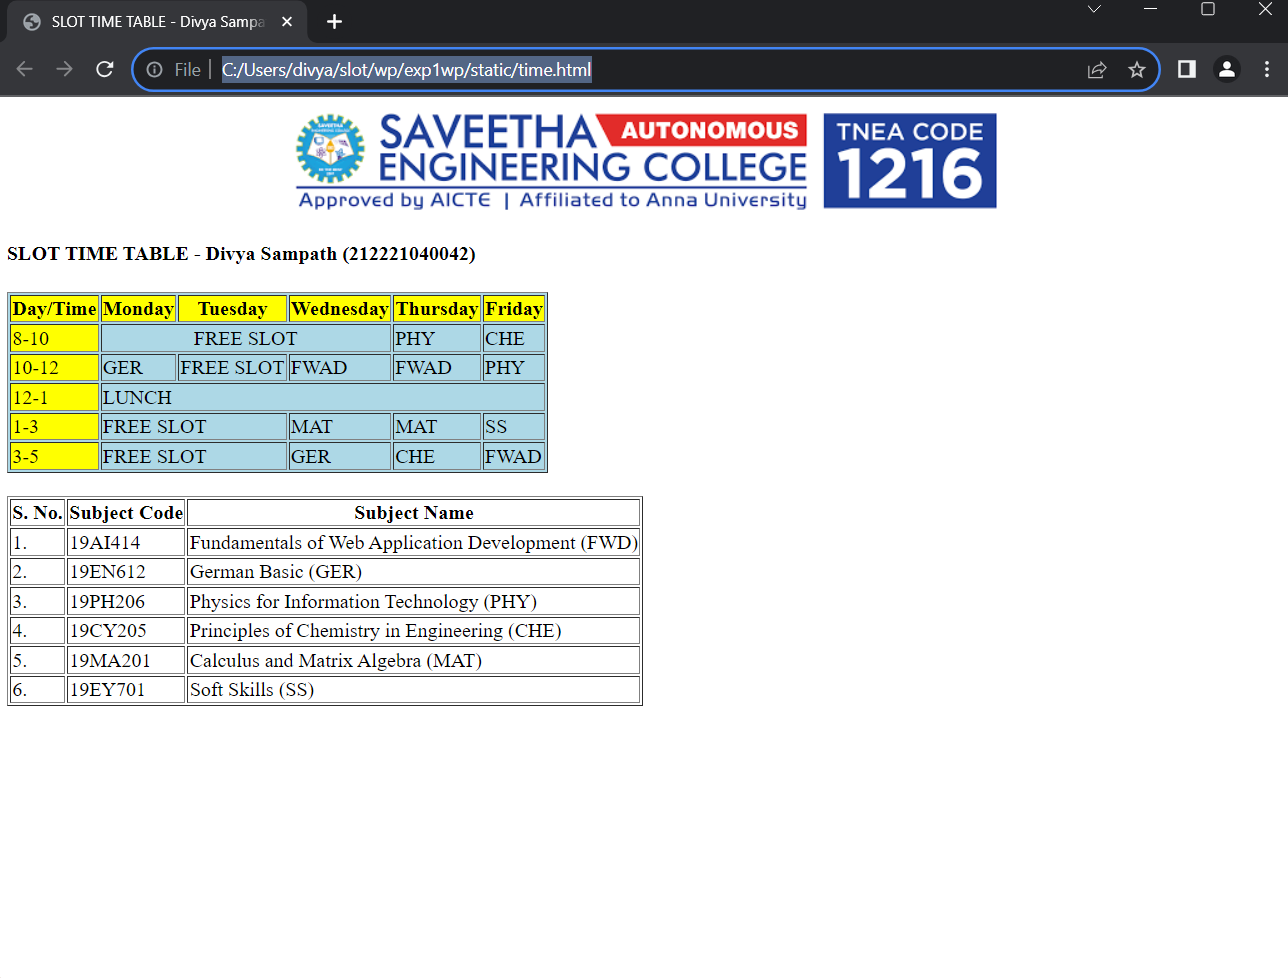 SLOT TIME TABLE - Divya Sampa
File C:/Users/divya/slot/wp/exp1wp/static/time.html
SAVEETHA AUTONOMOUS
ENGINEERING COLLEGE
Approved by AICTE | Affiliated to Anna University
TNEA CODE
1216
SLOT TIME TABLE - Divya Sampath (212221040042)
Day/Time Monday Tuesday Wednesday Thursday Friday
8-10 FREE SLOT PHY CHE
10-12 GER FREE SLOT FWAD FWAD PHY
12-1 LUNCH
1-3 FREE SLOT MAT MAT SS
3-5 FREE SLOT GER CHE FWAD
S. No. Subject Code Subject Name
1. 19AI414 Fundamentals of Web Application Development (FWD)
2. 19EN612 German Basic (GER)
3. 19PH206 Physics for Information Technology (PHY)
4. 19CY205 Principles of Chemistry in Engineering (CHE)
5. 19MA201 Calculus and Matrix Algebra (MAT)
6. 19EY701 Soft Skills (SS)